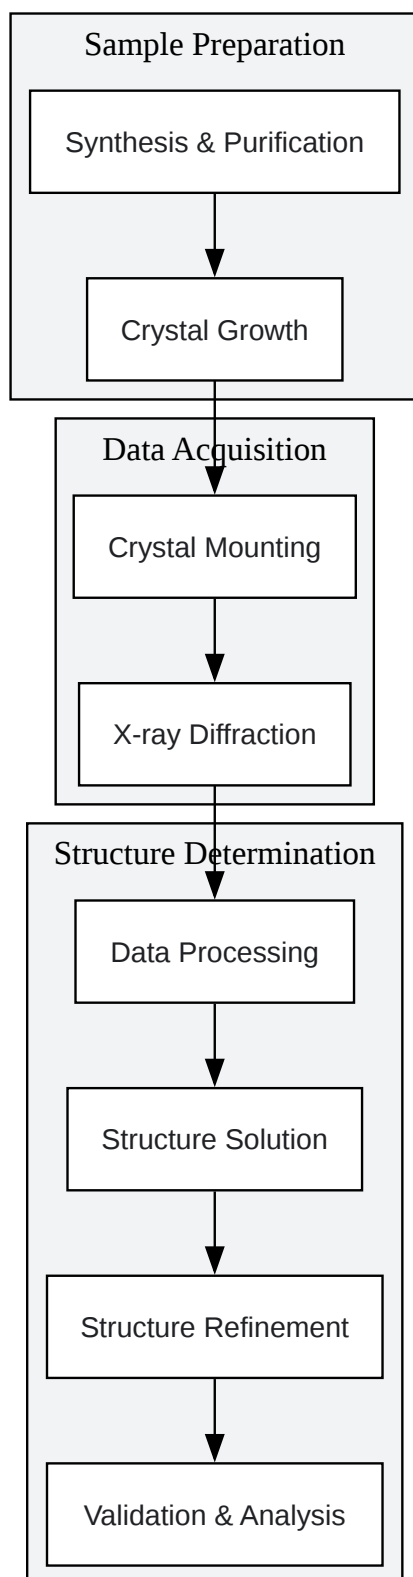 Sample Preparation
Synthesis & Purification
Crystal Growth
Data Acquisition
Crystal Mounting
X-ray Diffraction
Structure Determination
Data Processing
Structure Solution
Structure Refinement
Validation & Analysis